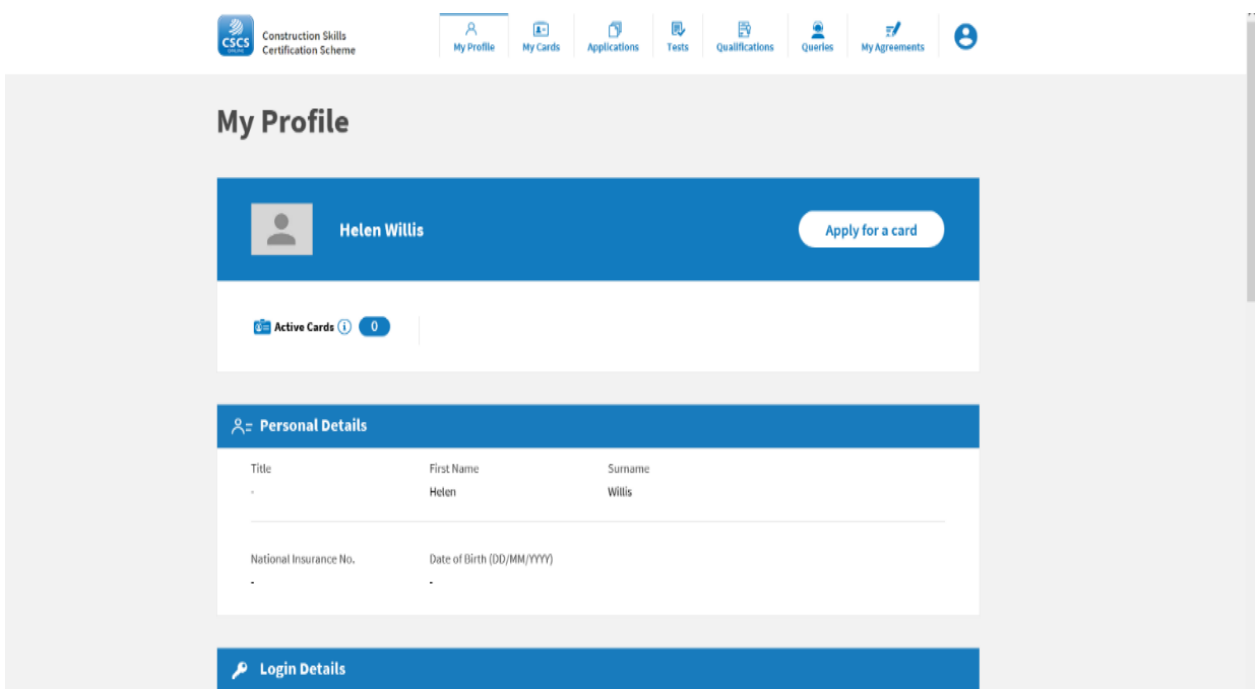 CSCS
ONLINE
Construction Skills
Certification Scheme
My Profile
My Cards
Applications
Tests
Qualifications
Queries
My Agreements
My Profile
Helen Willis
Apply for a card
Active Cards i 0
Personal Details
Title First Name Surname
- Helen Willis
National Insurance No. Date of Birth (DD/MM/YYYY)
- -
Login Details